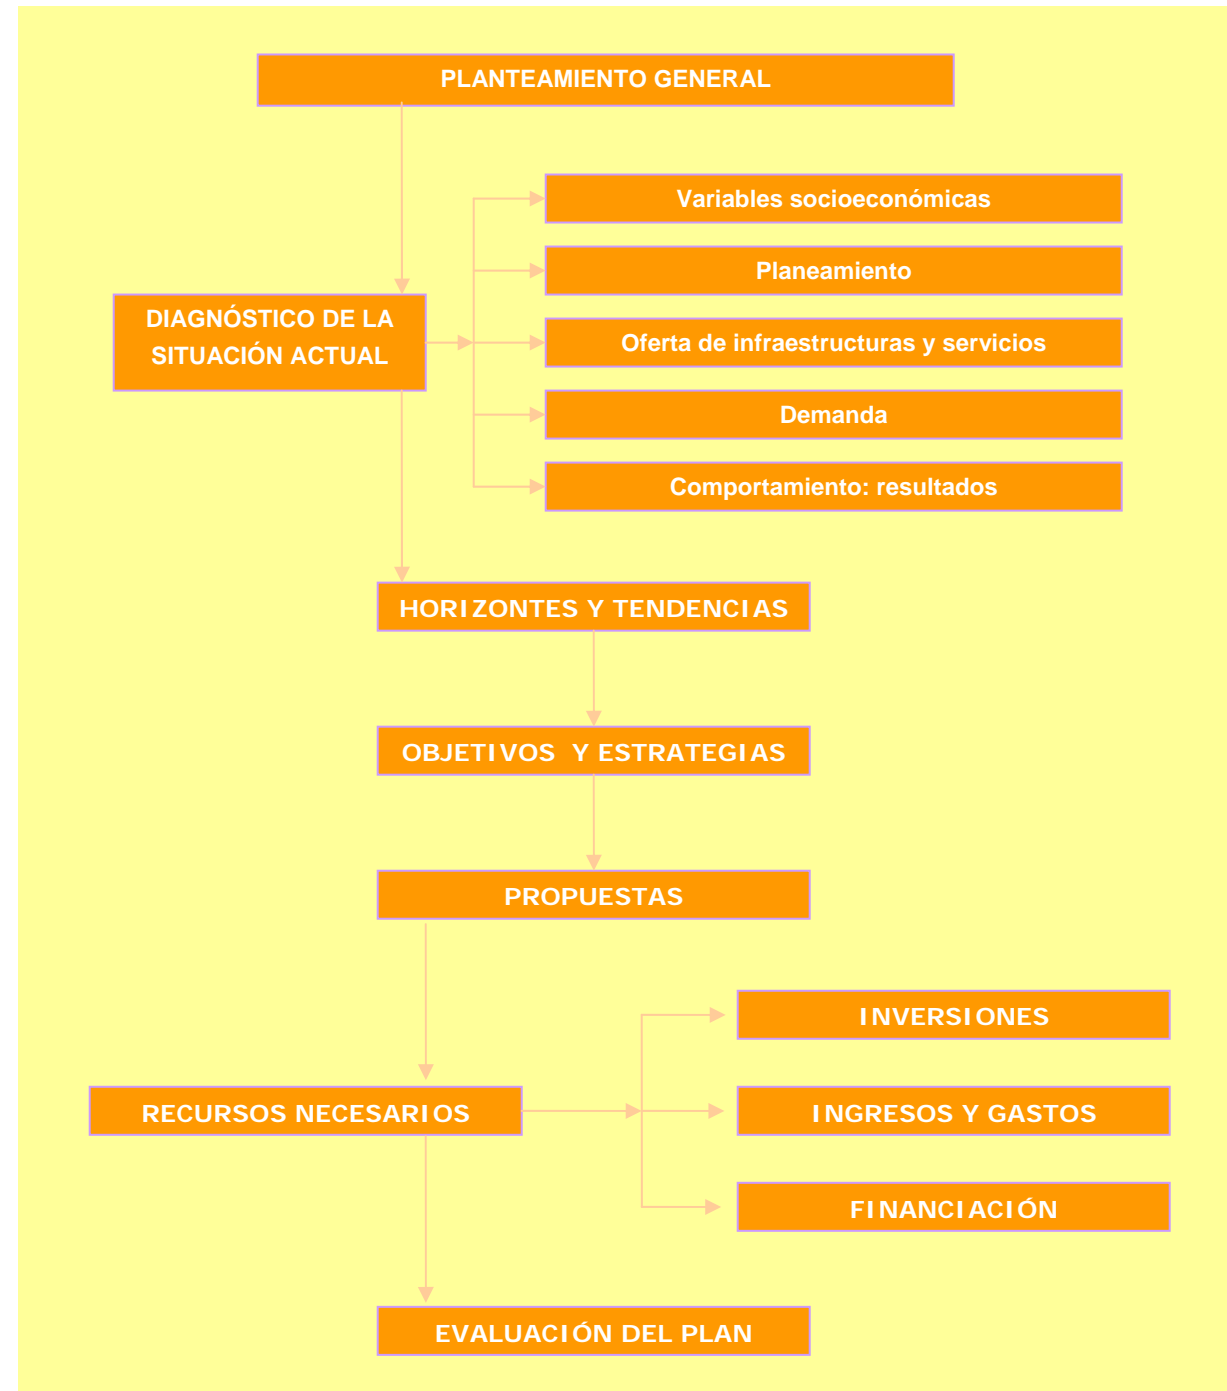 PLANTEAMIENTO GENERAL
Variables socioeconómicas
Planeamiento
DIAGNÓSTICO DE LA
SITUACIÓN ACTUAL
Oferta de infraestructuras y servicios
Demanda
Comportamiento: resultados
HORIZONTES Y TENDENCIAS
OBJETIVOS Y ESTRATEGIAS
PROPUESTAS
INVERSIONES
RECURSOS NECESARIOS
INGRESOS Y GASTOS
FINANCIACIÓN
EVALUACIÓN DEL PLAN